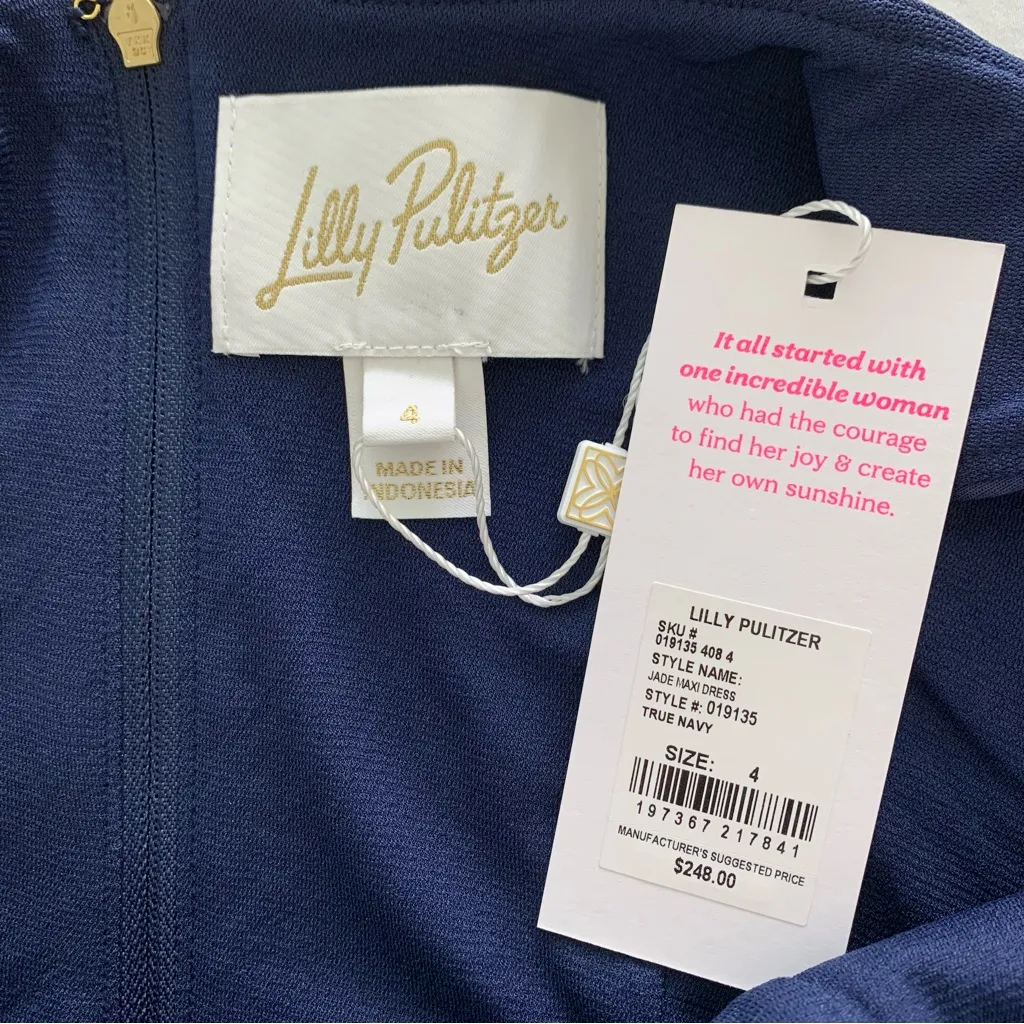 Lilly Pulitzer
4
MADE IN
INDONESIA
It all started with
one incredible woman
who had the courage
to find her joy & create
her own sunshine.
LILLY PULITZER
SKU #
019135 408 4
STYLE NAME:
JADE MAXI DRESS
STYLE #: 019135
TRUE NAVY
SIZE: 4
197367 217841
MANUFACTURER'S SUGGESTED PRICE
$248.00